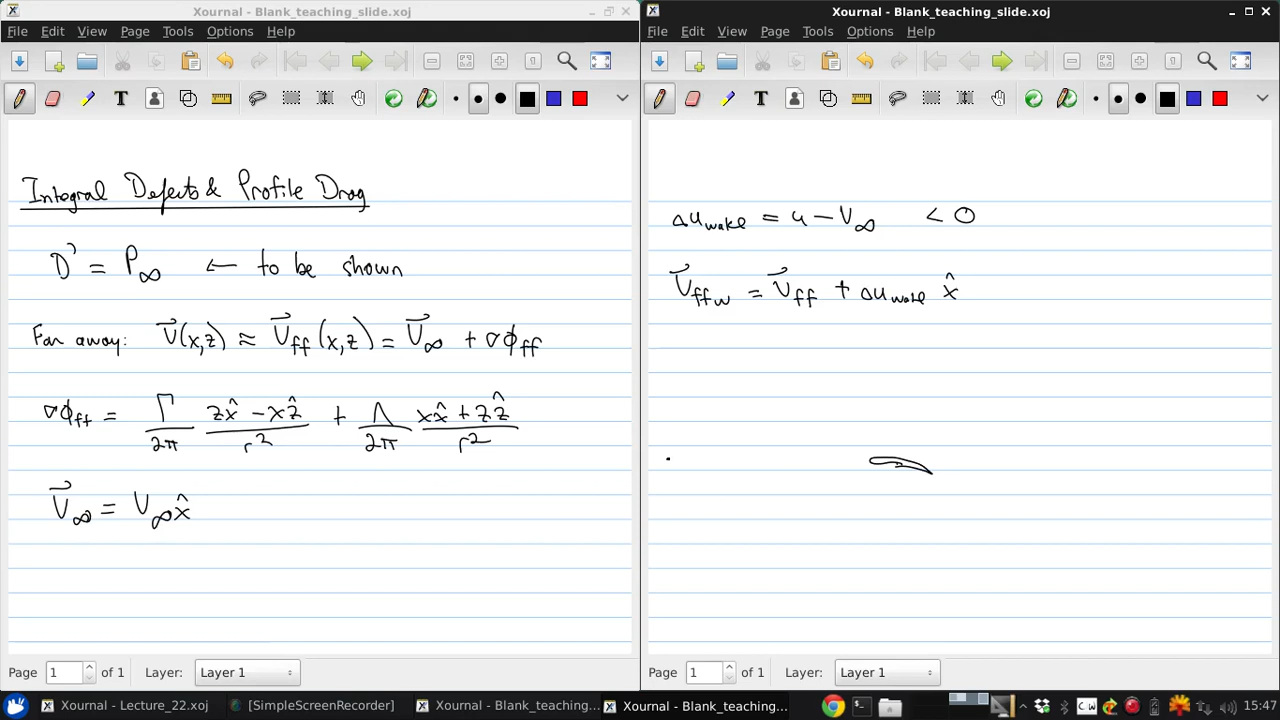 Xournal - Blank_teaching_slide.xoj
File Edit View Page Tools Options Help
Integral Defects & Profile Drag
D' = P∞ ← to be shown
Far away: V⃗(x,z) ≈ V⃗ff(x,z) = V⃗∞ + ∇ϕff
∇ϕff = Γ/2π (zx̂ − xẑ)/r² + Λ/2π (xx̂ + zẑ)/r²
V⃗∞ = V∞x̂
Page 1 of 1 Layer: Layer 1
Xournal - Blank_teaching_slide.xoj
File Edit View Page Tools Options Help
Δuwake = u − V∞ < 0
V⃗ffw = V⃗ff + Δuwake x̂
Page 1 of 1 Layer: Layer 1
Xournal - Lecture_22.xoj [SimpleScreenRecorder] Xournal - Blank_teaching... Xournal - Blank_teaching... 15:47